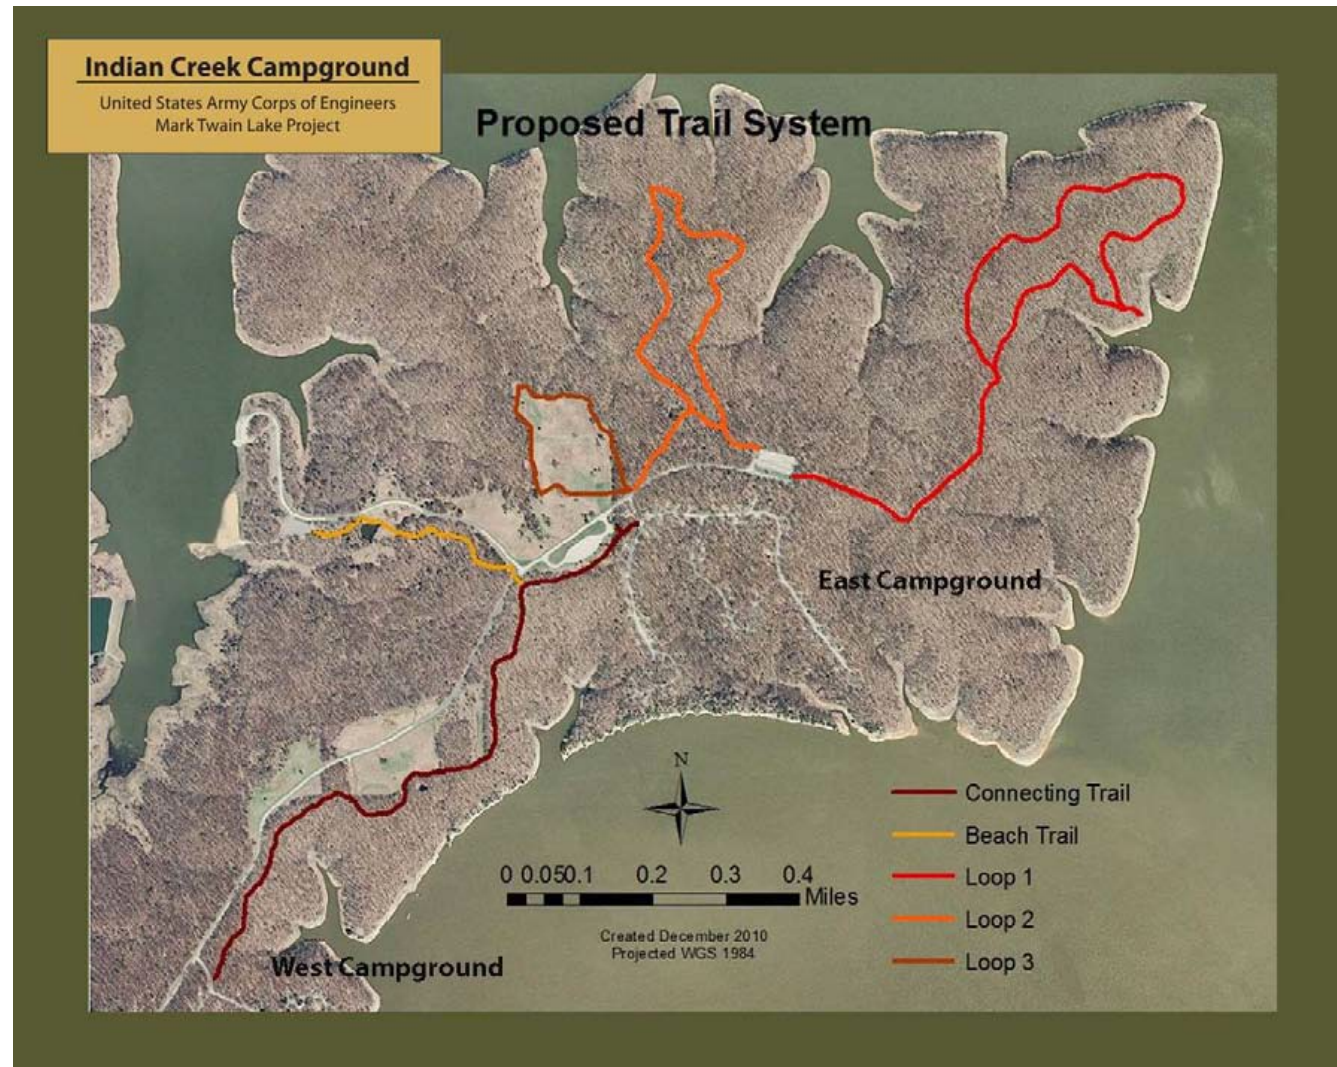 Indian Creek Campground
United States Army Corps of Engineers
Mark Twain Lake Project
Proposed Trail System
East Campground
N
Connecting Trail
Beach Trail
Loop 1
Loop 2
Loop 3
0 0.050.1 0.2 0.3 0.4
Miles
Created December 2010
Projected WGS 1984
West Campground